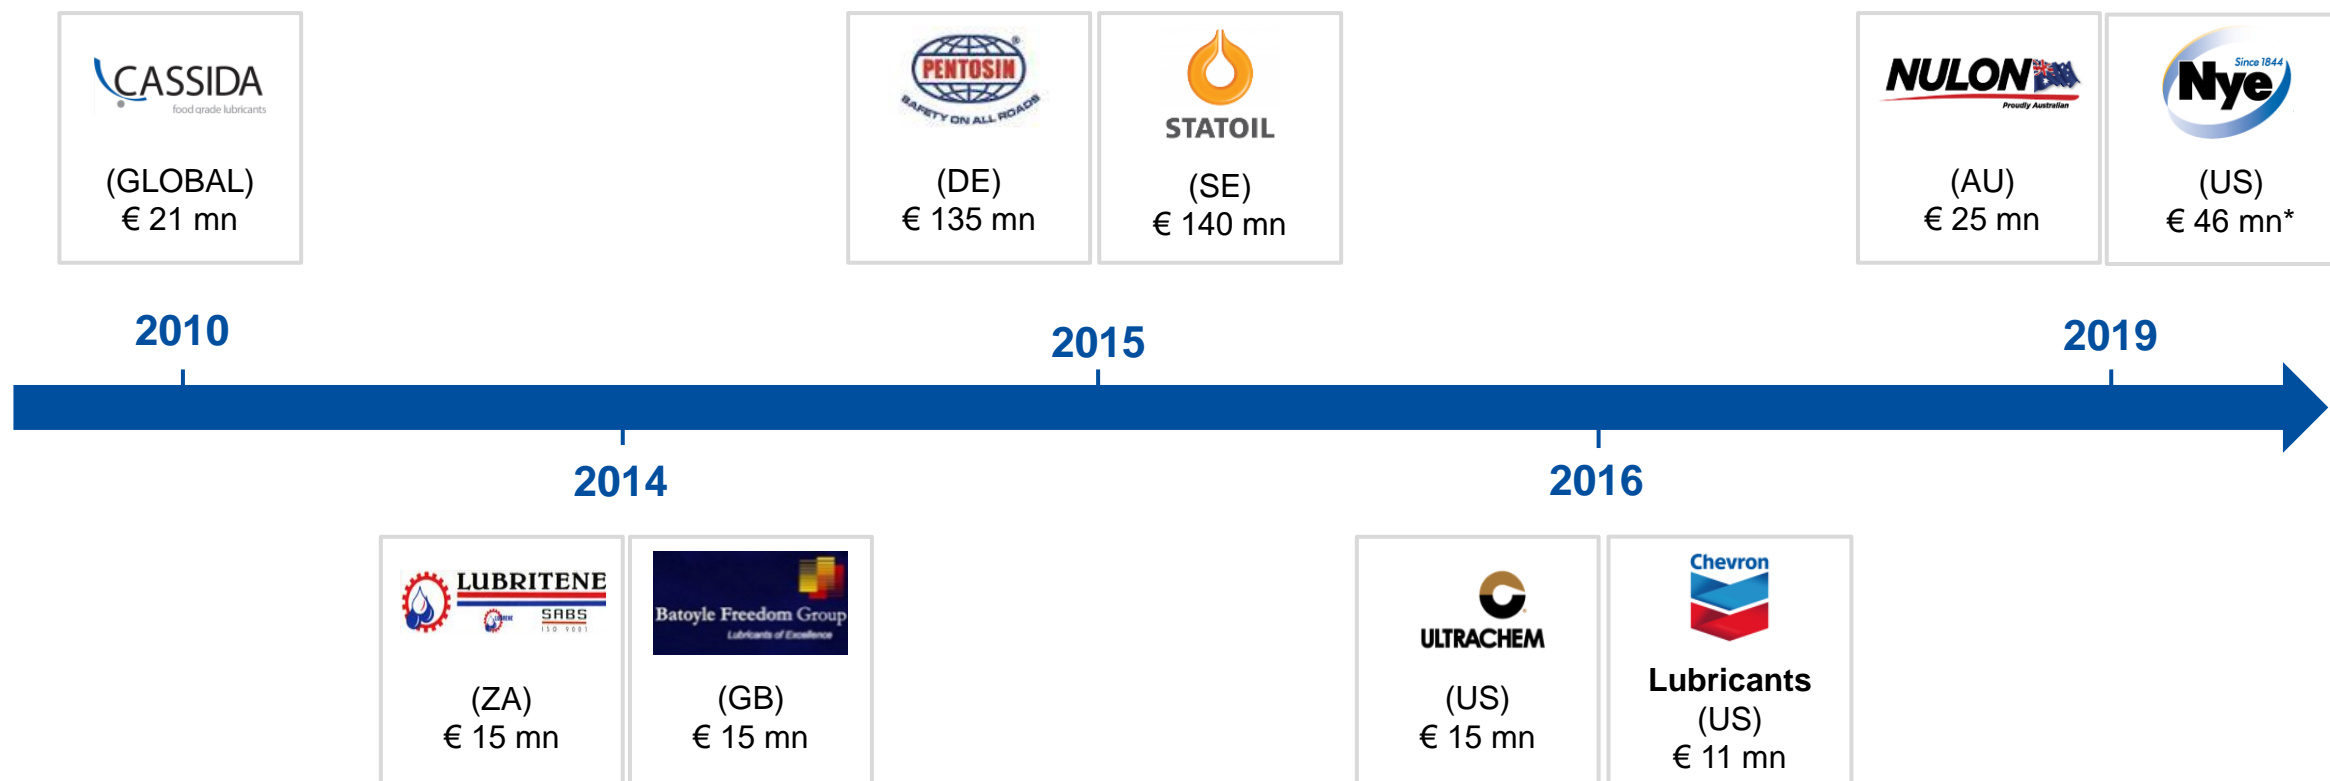 CASSIDA
food grade lubricants
(GLOBAL)
€ 21 mn
PENTOSIN
®
SAFETY ON ALL ROADS
(DE)
€ 135 mn
STATOIL
(SE)
€ 140 mn
NULON
Proudly Australian
(AU)
€ 25 mn
Since 1844
Nye
(US)
€ 46 mn*
2010
2015
2019
2014
2016
LUBRITENE
SABS
ISO 9001
(ZA)
€ 15 mn
Batoyle Freedom Group
Lubricants of Excellence
(GB)
€ 15 mn
ULTRACHEM
(US)
€ 15 mn
Chevron
Lubricants
(US)
€ 11 mn